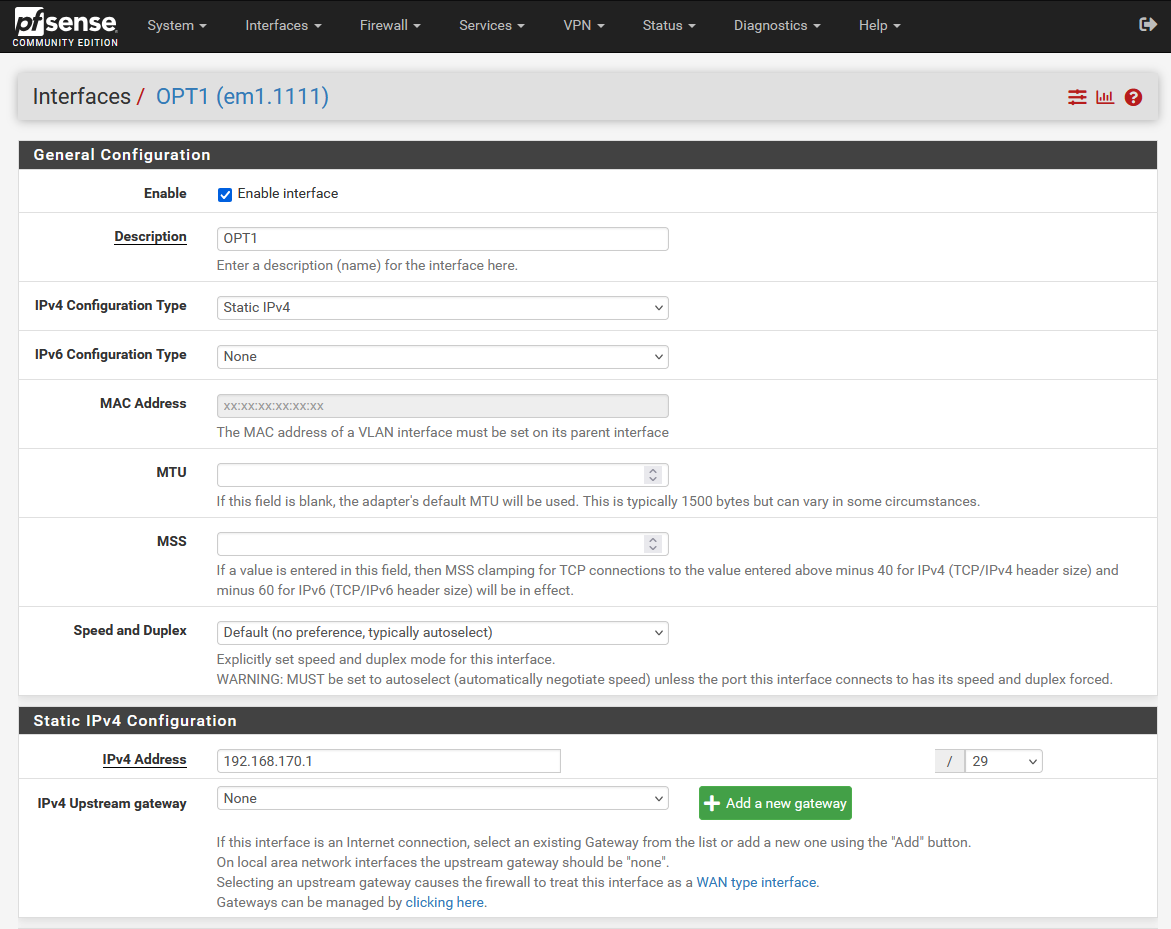 pfsense
COMMUNITY EDITION
System Interfaces Firewall Services VPN Status Diagnostics Help
Interfaces / OPT1 (em1.1111)
General Configuration
Enable Enable interface
Description OPT1
Enter a description (name) for the interface here.
IPv4 Configuration Type Static IPv4
IPv6 Configuration Type None
MAC Address xx:xx:xx:xx:xx:xx
The MAC address of a VLAN interface must be set on its parent interface
MTU
If this field is blank, the adapter's default MTU will be used. This is typically 1500 bytes but can vary in some circumstances.
MSS
If a value is entered in this field, then MSS clamping for TCP connections to the value entered above minus 40 for IPv4 (TCP/IPv4 header size) and
minus 60 for IPv6 (TCP/IPv6 header size) will be in effect.
Speed and Duplex Default (no preference, typically autoselect)
Explicitly set speed and duplex mode for this interface.
WARNING: MUST be set to autoselect (automatically negotiate speed) unless the port this interface connects to has its speed and duplex forced.
Static IPv4 Configuration
IPv4 Address 192.168.170.1 / 29
IPv4 Upstream gateway None Add a new gateway
If this interface is an Internet connection, select an existing Gateway from the list or add a new one using the "Add" button.
On local area network interfaces the upstream gateway should be "none".
Selecting an upstream gateway causes the firewall to treat this interface as a WAN type interface.
Gateways can be managed by clicking here.